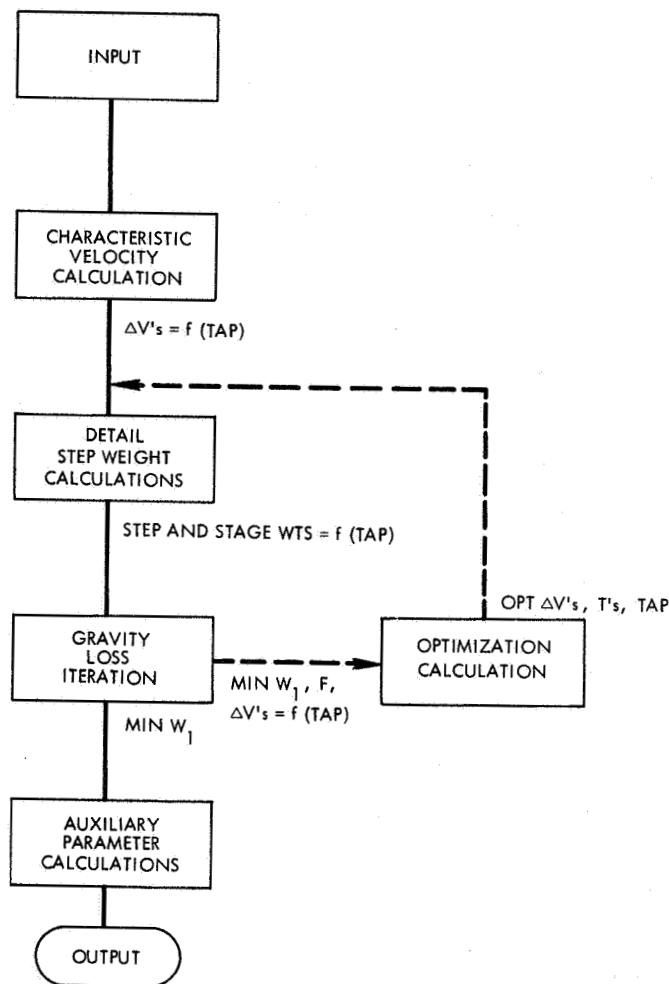 INPUT
CHARACTERISTIC
VELOCITY
CALCULATION
ΔV's = f (TAP)
DETAIL
STEP WEIGHT
CALCULATIONS
STEP AND STAGE WTS = f (TAP)
OPT ΔV's, T's, TAP
GRAVITY
LOSS
ITERATION
OPTIMIZATION
CALCULATION
MIN W₁, F,
ΔV's = f (TAP)
MIN W₁
AUXILIARY
PARAMETER
CALCULATIONS
OUTPUT